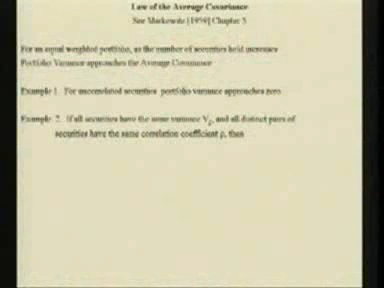 Law of the Average Covariance
See Markowitz [1959] Chapter 5
For an equal weighted portfolio, as the number of securities held increases
Portfolio Variance approaches the Average Covariance
Example 1. For uncorrelated securities portfolio variance approaches zero
Example 2. If all securities have the same variance V₀, and all distinct pairs of
securities have the same correlation coefficient ρ, then